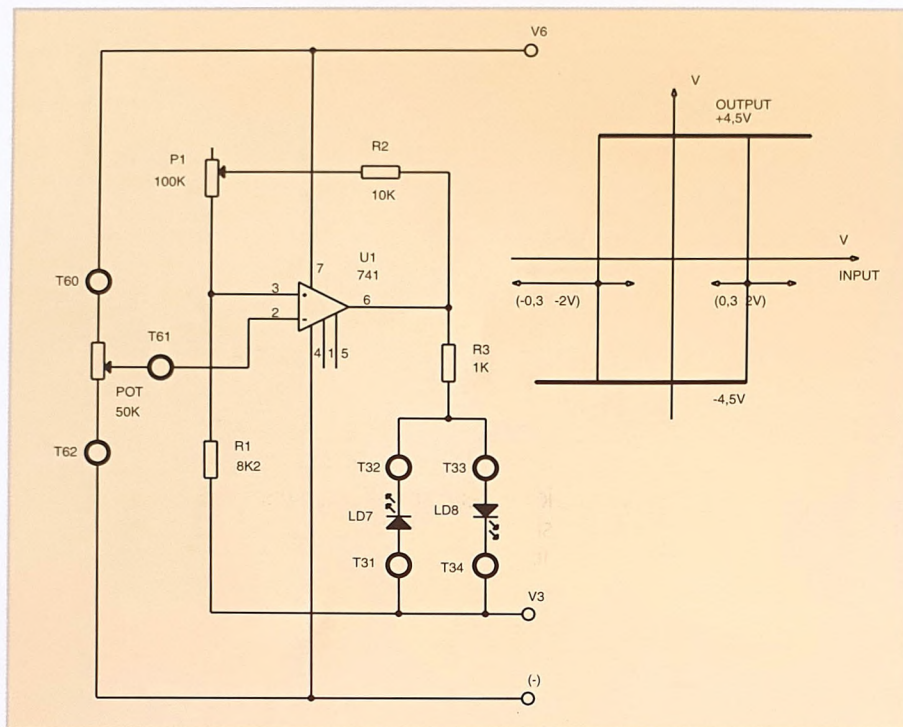 V6
V
OUTPUT
+4,5V
P1
100K
R2
10K
U1
741
7
3
2
6
4
1
5
V
INPUT
(-0,3 -2V)
(0,3 2V)
T60
T61
POT
50K
T62
R3
1K
-4,5V
R1
8K2
T32
T33
LD7
LD8
T31
T34
V3
(-)